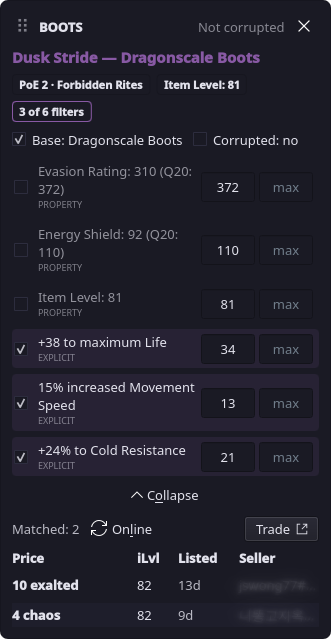 BOOTS
Not corrupted
Dusk Stride — Dragonscale Boots
PoE 2 · Forbidden Rites
Item Level: 81
3 of 6 filters
Base: Dragonscale Boots
Corrupted: no
Evasion Rating: 310 (Q20:
372)
PROPERTY
372
max
Energy Shield: 92 (Q20:
110)
PROPERTY
110
max
Item Level: 81
PROPERTY
81
max
+38 to maximum Life
EXPLICIT
34
max
15% increased Movement
Speed
EXPLICIT
13
max
+24% to Cold Resistance
EXPLICIT
21
max
Collapse
Matched: 2
Online
Trade
Price iLvl Listed Seller
10 exalted 82 13d
4 chaos 82 9d